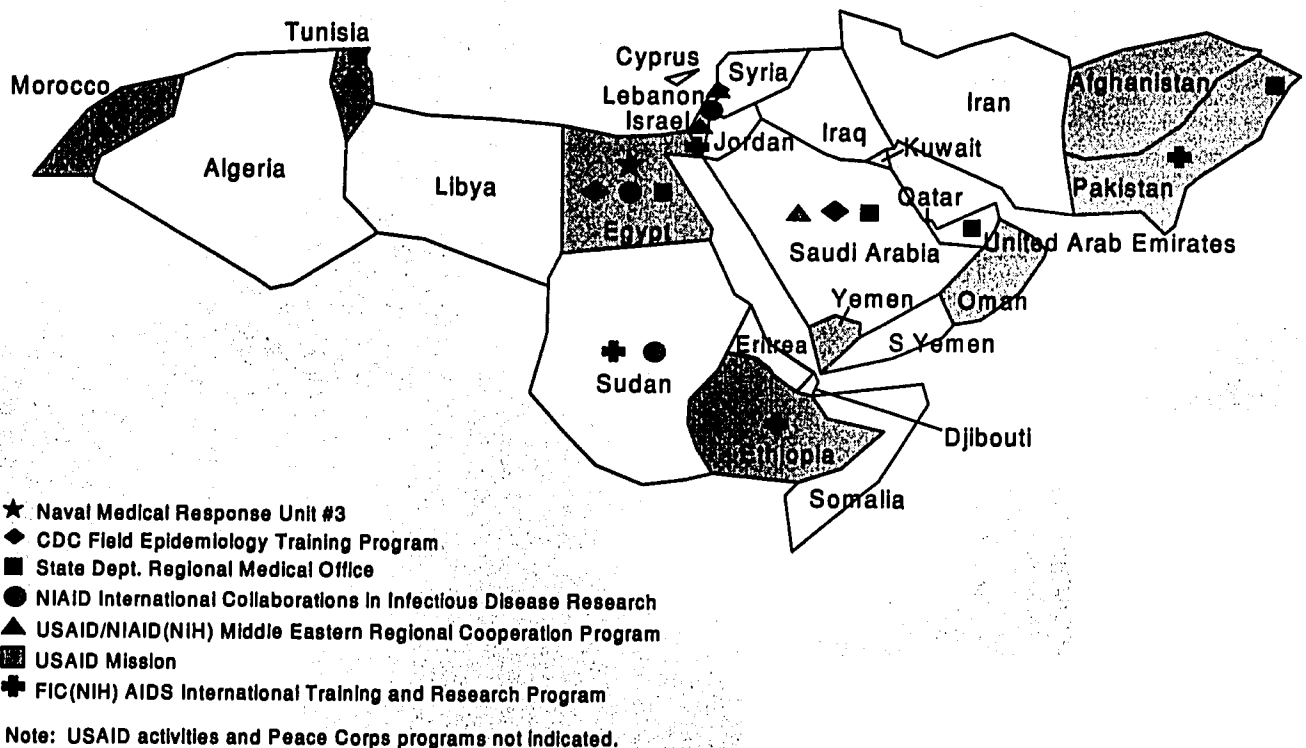 Tunisia
Morocco
Cyprus
Syria
Lebanon
Israel
Jordan
Iraq
Iran
Afghanistan
Kuwait
Pakistan
Algeria
Libya
Egypt
Qatar
United Arab Emirates
Saudi Arabia
Yemen
Oman
Eritrea
S Yemen
Sudan
Djibouti
Ethiopia
Somalia
Naval Medical Response Unit #3
CDC Field Epidemiology Training Program
State Dept. Regional Medical Office
NIAID International Collaborations in Infectious Disease Research
USAID/NIAID(NIH) Middle Eastern Regional Cooperation Program
USAID Mission
FIC(NIH) AIDS International Training and Research Program
Note: USAID activities and Peace Corps programs not indicated.